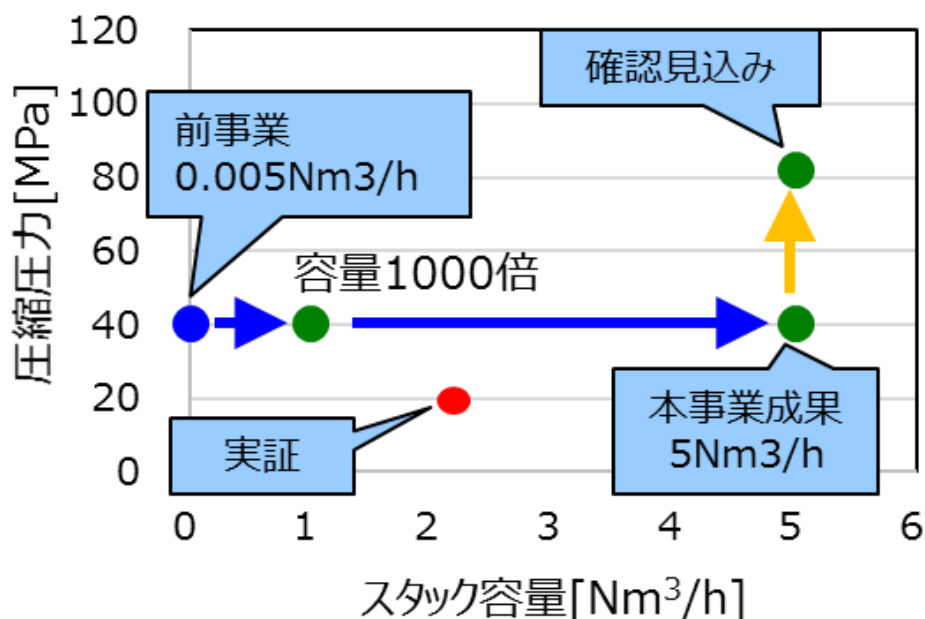 圧縮圧力[MPa]
120
100
80
60
40
20
0
前事業
0.005Nm3/h
確認見込み
容量1000倍
実証
本事業成果
5Nm3/h
0 1 2 3 4 5 6
スタック容量[Nm³/h]